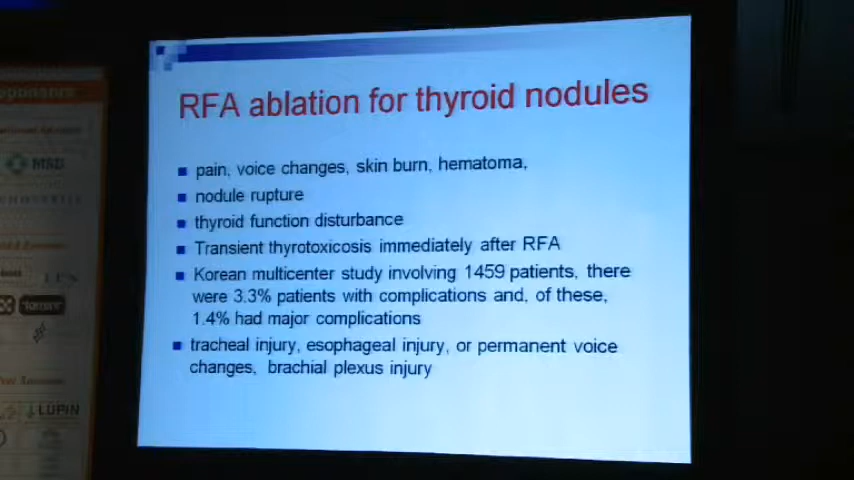 RFA ablation for thyroid nodules
pain, voice changes, skin burn, hematoma,
nodule rupture
thyroid function disturbance
Transient thyrotoxicosis immediately after RFA
Korean multicenter study involving 1459 patients, there
were 3.3% patients with complications and, of these,
1.4% had major complications
tracheal injury, esophageal injury, or permanent voice
changes, brachial plexus injury
MSD
LUPIN